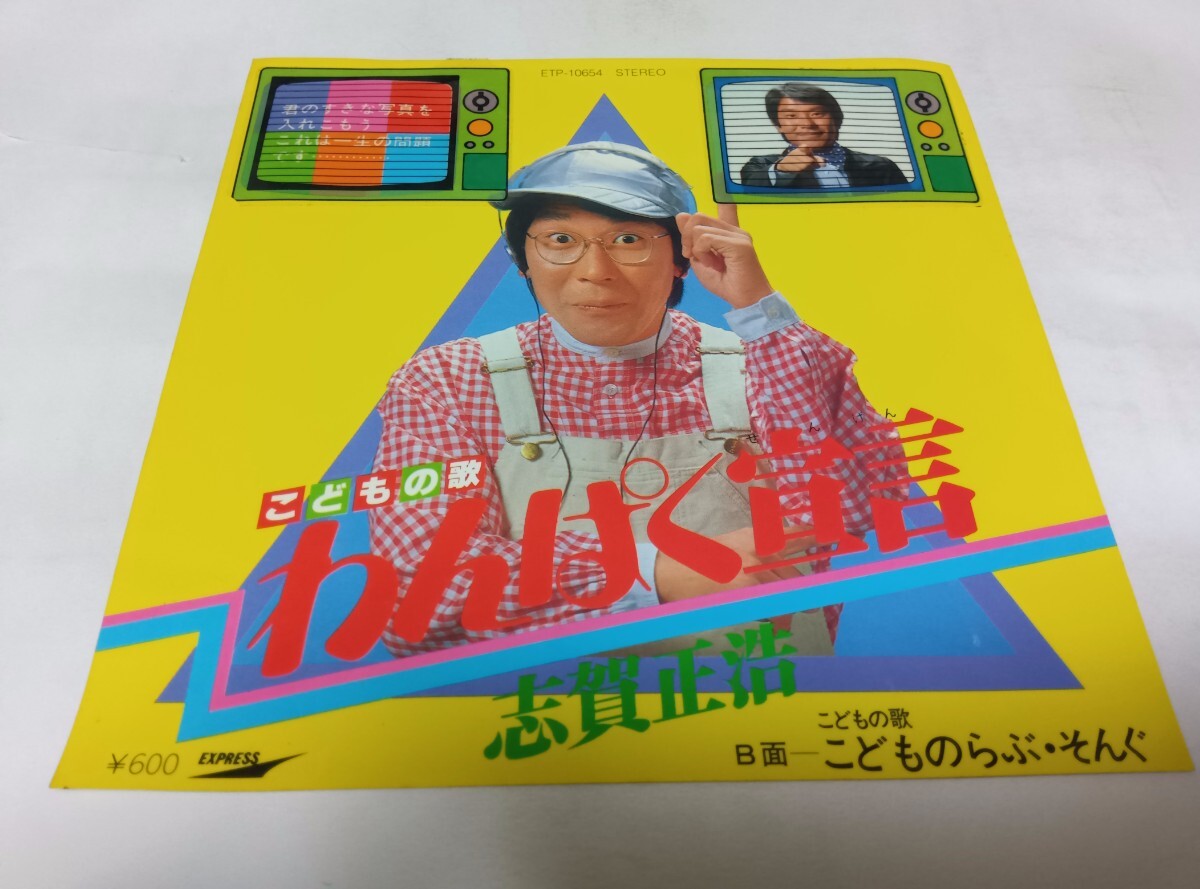 ETP-10654 STEREO
君のすきな写真を
入れこもう
これは一生の問題
です…………
こどもの歌
せんげん
わんぱく宣言
志賀正浩
こどもの歌
B面―こどものらぶ・そんぐ
¥600 EXPRESS